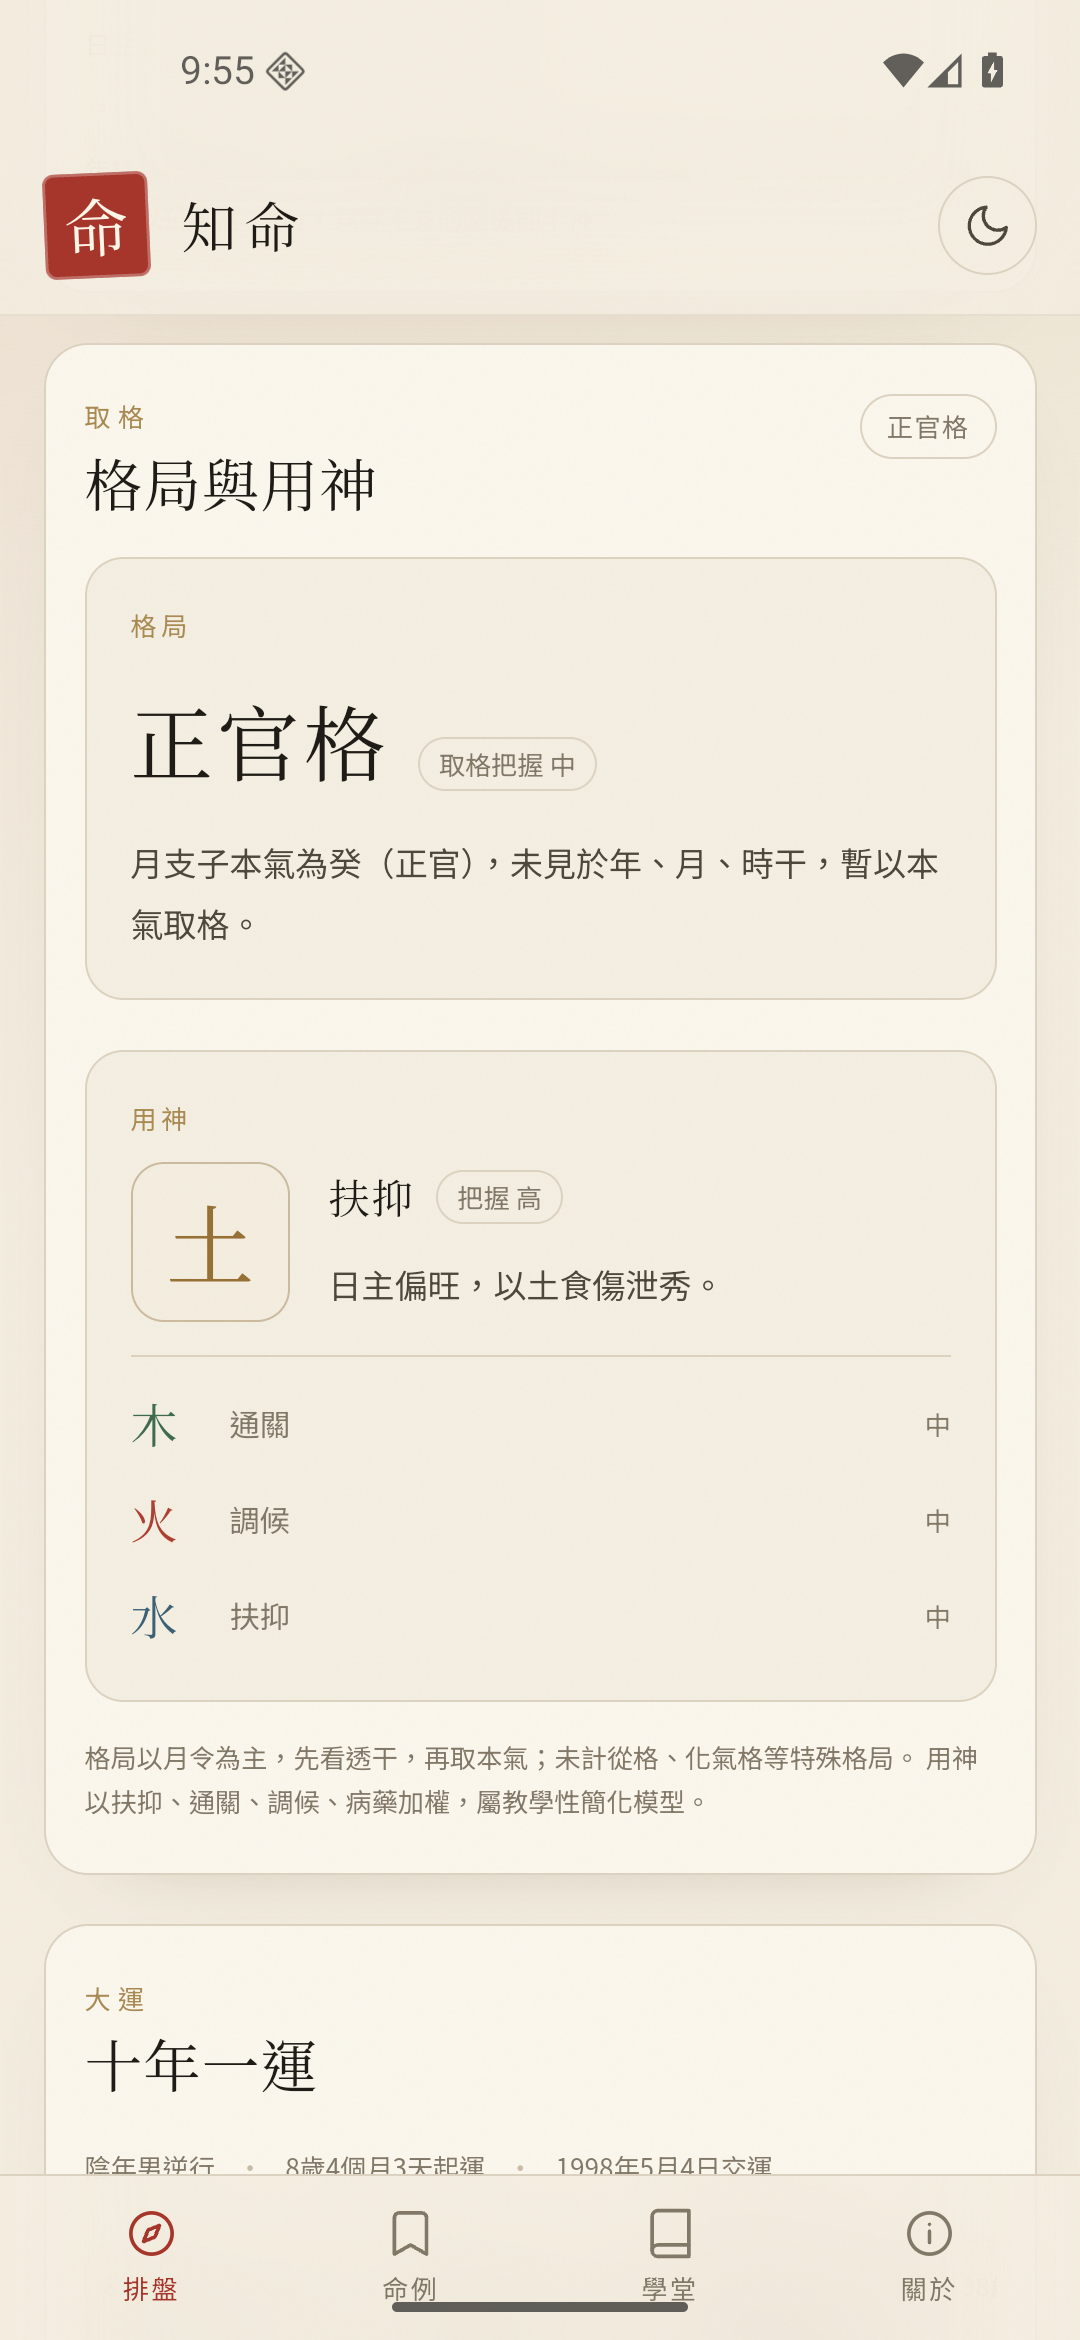 9:55
命
知命
取格
正官格
格局與用神
格局
正官格
取格把握 中
月支子本氣為癸（正官），未見於年、月、時干，暫以本
氣取格。
用神
土
扶抑
把握 高
日主偏旺，以土食傷泄秀。
木 通關 中
火 調候 中
水 扶抑 中
格局以月令為主，先看透干，再取本氣；未計從格、化氣格等特殊格局。 用神
以扶抑、通關、調候、病藥加權，屬教學性簡化模型。
大運
十年一運
陰年男逆行 • 8歲4個月3天起運 • 1998年5月4日交運
排盤
命例
學堂
關於